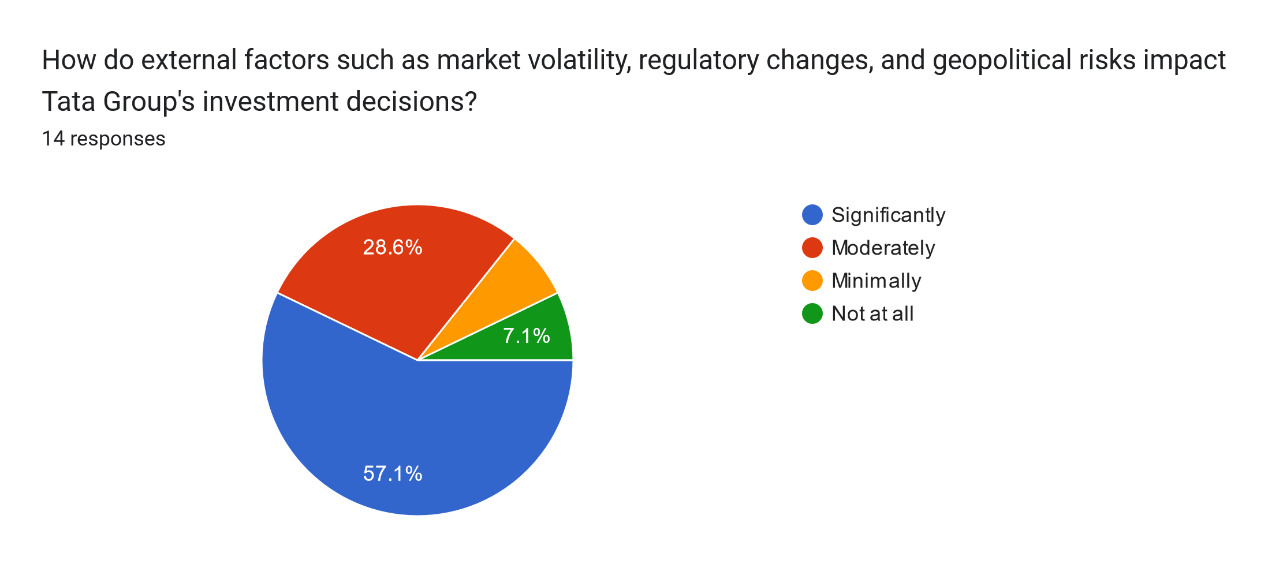 How do external factors such as market volatility, regulatory changes, and geopolitical risks impact
Tata Group's investment decisions?
14 responses
28.6%
7.1%
57.1%
Significantly
Moderately
Minimally
Not at all